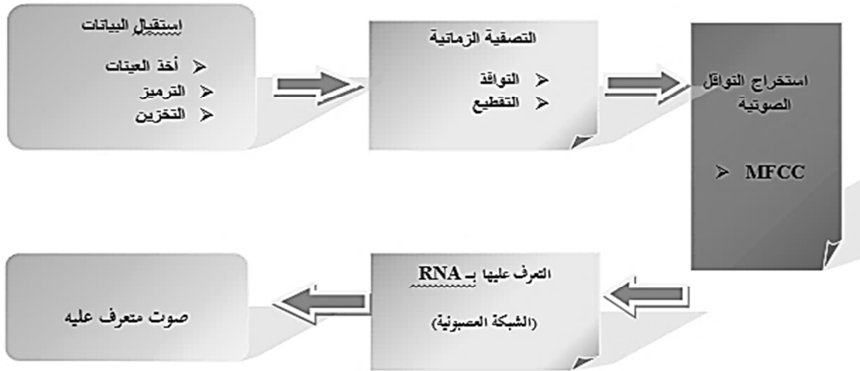 استقبال البيانات
أخذ العينات
الترميز
التخزين
التصفية الزمانية
النوافذ
التقطيع
استخراج النواقل
الصوتية
MFCC
التعرف عليها بـ RNA
(الشبكة العصبونية)
صوت متعرف عليه